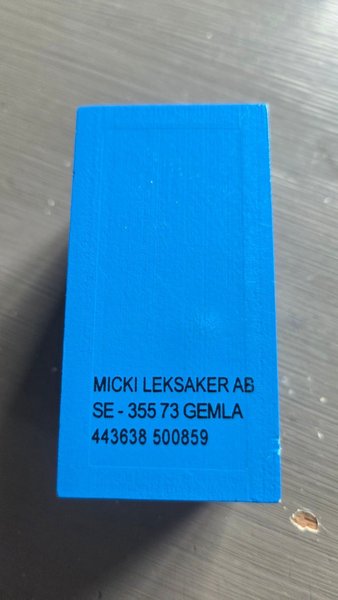 MICKI LEKSAKER AB
SE - 355 73 GEMLA
443638 500859